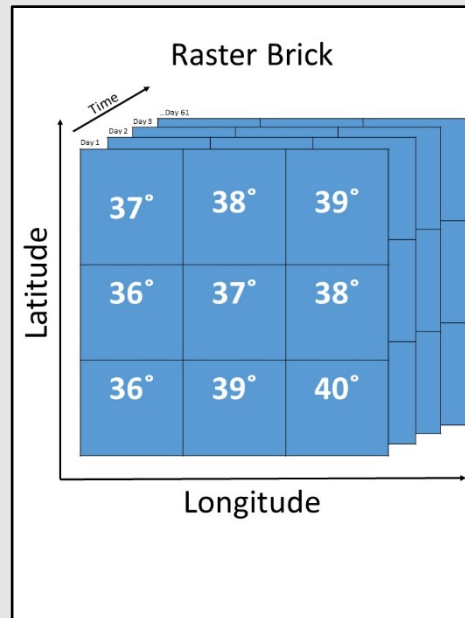 Raster Brick
Time
...Day 61
Day 3
Day 2
Day 1
37° 38° 39°
36° 37° 38°
36° 39° 40°
Latitude
Longitude